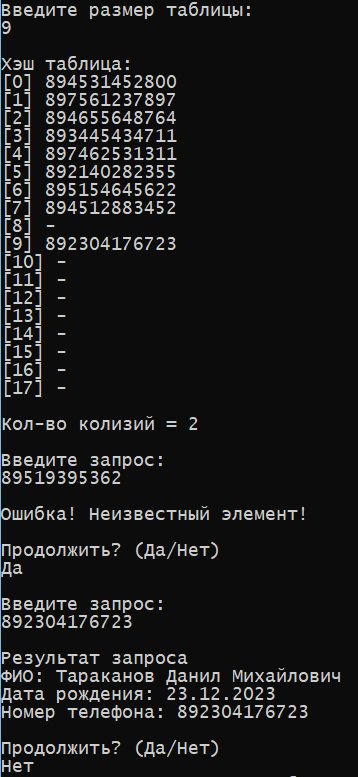 Введите размер таблицы:
9
Хэш таблица:
[0] 894531452800
[1] 897561237897
[2] 894655648764
[3] 893445434711
[4] 897462531311
[5] 892140282355
[6] 895154645622
[7] 894512883452
[8] -
[9] 892304176723
[10] -
[11] -
[12] -
[13] -
[14] -
[15] -
[16] -
[17] -
Кол-во колизий = 2
Введите запрос:
89519395362
Ошибка! Неизвестный элемент!
Продолжить? (Да/Нет)
Да
Введите запрос:
892304176723
Результат запроса
ФИО: Тараканов Данил Михайлович
Дата рождения: 23.12.2023
Номер телефона: 892304176723
Продолжить? (Да/Нет)
Нет